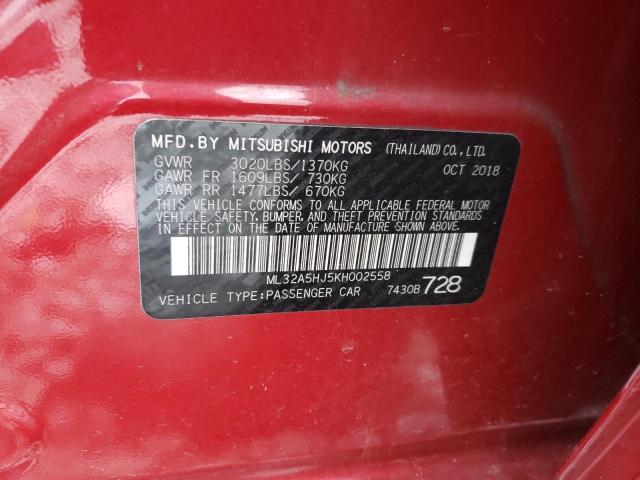 MFD.BY MITSUBISHI MOTORS (THAILAND)CO.,LTD.
GVWR 3020LBS/1370KG OCT 2018
GAWR FR 1609LBS/ 730KG
GAWR RR 1477LBS/ 670KG
THIS VEHICLE CONFORMS TO ALL APPLICABLE FEDERAL MOTOR
VEHICLE SAFETY, BUMPER, AND THEFT PREVENTION STANDARDS
IN EFFECT ON THE DATE OF MANUFACTURE SHOWN ABOVE.
ML32A5HJ5KH002558
VEHICLE TYPE:PASSENGER CAR 7430B 728